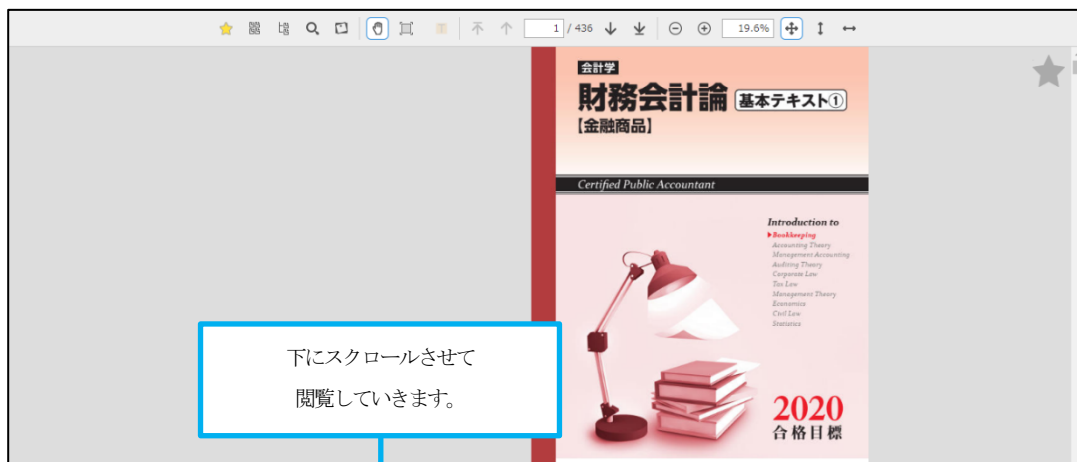 1 / 436
19.6%
会計学
財務会計論 基本テキスト①
【金融商品】
Certified Public Accountant
Introduction to
Bookkeeping
Accounting Theory
Management Accounting
Auditing Theory
Corporate Law
Tax Law
Management Theory
Economics
Civil Law
Statistics
下にスクロールさせて
閲覧していきます。
2020
合格目標